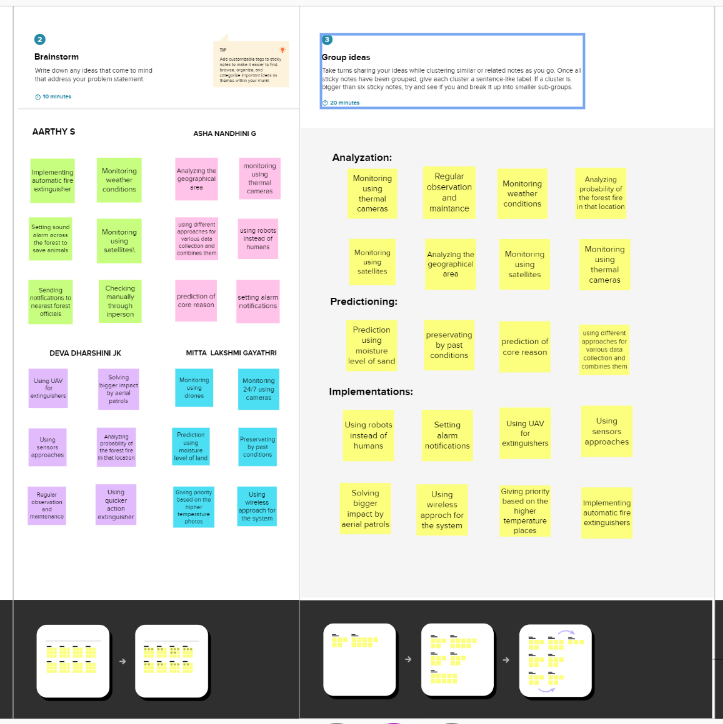 2
Brainstorm
Write down any ideas that come to mind
that address your problem statement
10 minutes
TIP
Add customizable tags to sticky
notes to make it easier to find
browse, organize, and
categorize important ideas as
themes within your mural
AARTHY S
ASHA NANDHINI G
Implementing
automatic fire
extinguisher
Monitoring
weather
conditions
Analyzing the
geographical
area
monitoring
using
thermal
cameras
Setting sound
alarm across
the forest to
save animals
Monitoring
using
satellites\
using different
approaches for
various data
collection and
combines them
using robots
instead of
humans
Sending
notifications to
nearest forest
officials
Checking
manually
through
inperson
prediction of
core reason
setting alarm
notifications
DEVA DHARSHINI JK
MITTA LAKSHMI GAYATHRI
Using UAV
for
extinguishers
Solving
bigger impact
by aerial
patrols
Monitoring
using
drones
Monitoring
24/7 using
cameras
Using
sensors
approaches
Analyzing
probability of
the forest fire
in that location
Prediction
using
moisture
level of land
Preservating
by past
conditions
Regular
observation
and
maintenance
Using
quicker
action
extinguisher
Giving priority
based on the
higher
temperature
Using
wireless
approach for
the system
3
Group ideas
Take turns sharing your ideas while clustering similar or related notes as you go. Once all
sticky notes have been grouped, give each cluster a sentence-like label. If a cluster is
bigger than six sticky notes, try and see if you and break it up into smaller sub-groups.
20 minutes
Analyzation:
Monitoring
using
thermal
cameras
Regular
observation
and
maintance
Monitoring
weather
conditions
Analyzing
probability of
the forest fire
in that location
Monitoring
using
satellites
Analyzing the
geographical
area
Monitoring
using
satellites
Monitoring
using
thermal
cameras
Predictioning:
Prediction
using
moisture
level of sand
preservating
by past
conditions
prediction of
core reason
using different
approaches for
various data
collection and
combines them
Implementations:
Using robots
instead of
humans
Setting
alarm
notifications
Using UAV
for
extinguishers
Using
sensors
approaches
Solving
bigger
impact by
aerial patrols
Using
wireless
approch for
the system
Giving priority
based on the
higher
temperature
places
Implementing
automatic fire
extinguishers